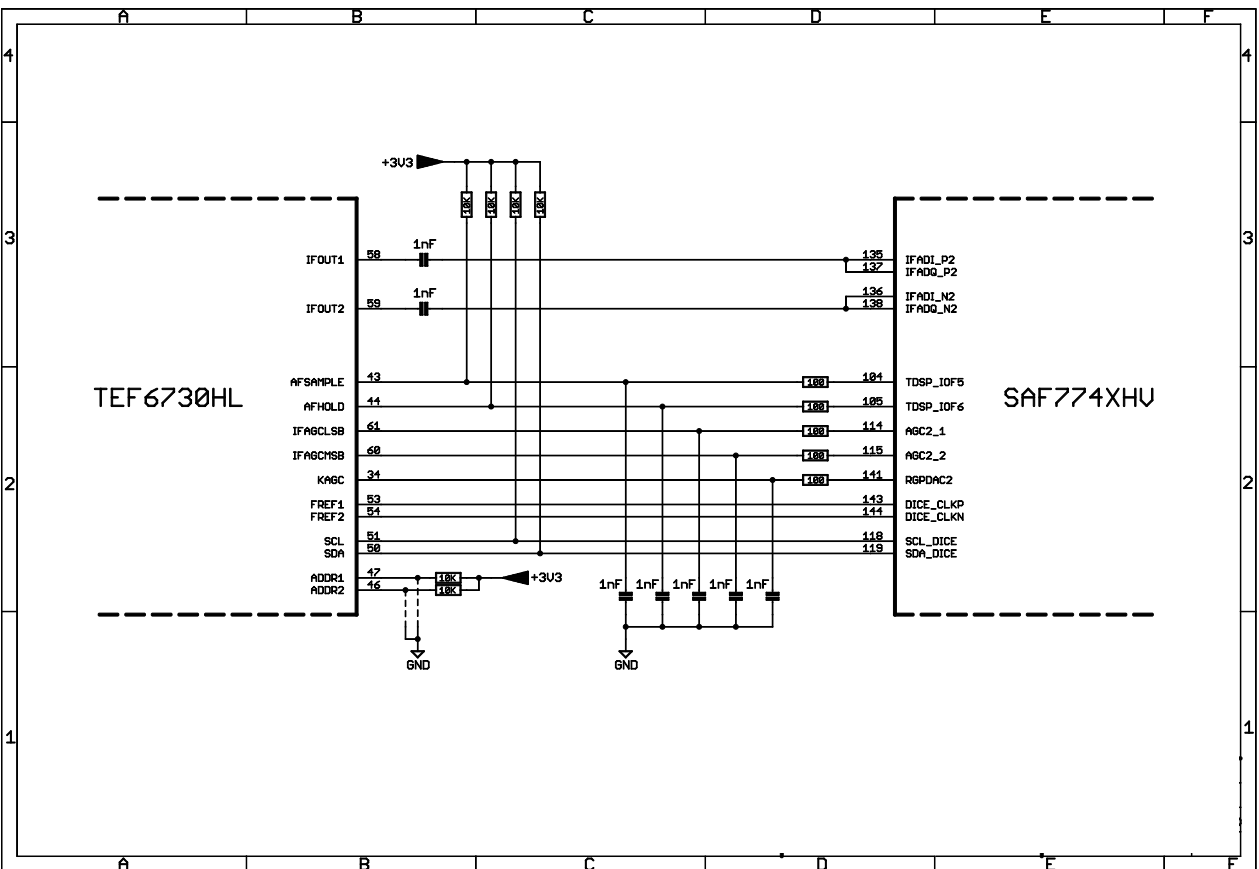 A B C D E F
4 4
+3V3
10K 10K 10K 10K
3 3
1nF
IFOUT1 58 135 IFADI_P2
137 IFADQ_P2
1nF
136 IFADI_N2
IFOUT2 59 138 IFADQ_N2
AFSAMPLE 43 100 104 TDSP_IOF5
TEF6730HL SAF774XHV
AFHOLD 44 100 105 TDSP_IOF6
IFAGCLSB 61 100 114 AGC2_1
IFAGCMSB 60 100 115 AGC2_2
KAGC 34 100 141 RGPDAC2
2 2
FREF1 53 143 DICE_CLKP
FREF2 54 144 DICE_CLKN
SCL 51 118 SCL_DICE
SDA 50 119 SDA_DICE
ADDR1 47 10K +3V3
ADDR2 46 10K
1nF 1nF 1nF 1nF 1nF
GND GND
1 1
A B C D E F